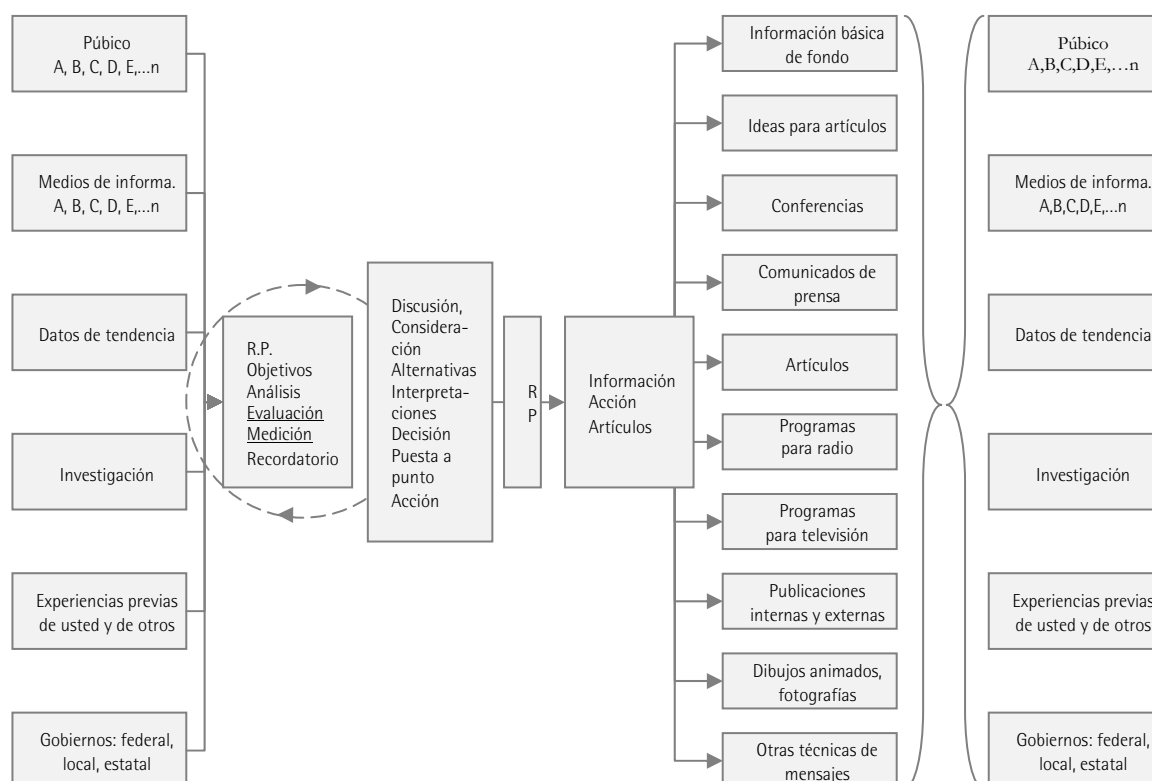 Púbico
A, B, C, D, E,...n
Medios de informa.
A, B, C, D, E,...n
Datos de tendencia
Investigación
Experiencias previas
de usted y de otros
Gobiernos: federal,
local, estatal
R.P.
Objetivos
Análisis
Evaluación
Medición
Recordatorio
Discusión,
Considera-
ción
Alternativas
Interpreta-
ciones
Decisión
Puesta a
punto
Acción
R
P
Información
Acción
Artículos
Información básica
de fondo
Ideas para artículos
Conferencias
Comunicados de
prensa
Artículos
Programas
para radio
Programas
para televisión
Publicaciones
internas y externas
Dibujos animados,
fotografías
Otras técnicas de
mensajes
Púbico
A,B,C,D,E,...n
Medios de informa.
A,B,C,D,E,...n
Datos de tendencia
Investigación
Experiencias previas
de usted y de otros
Gobiernos: federal,
local, estatal